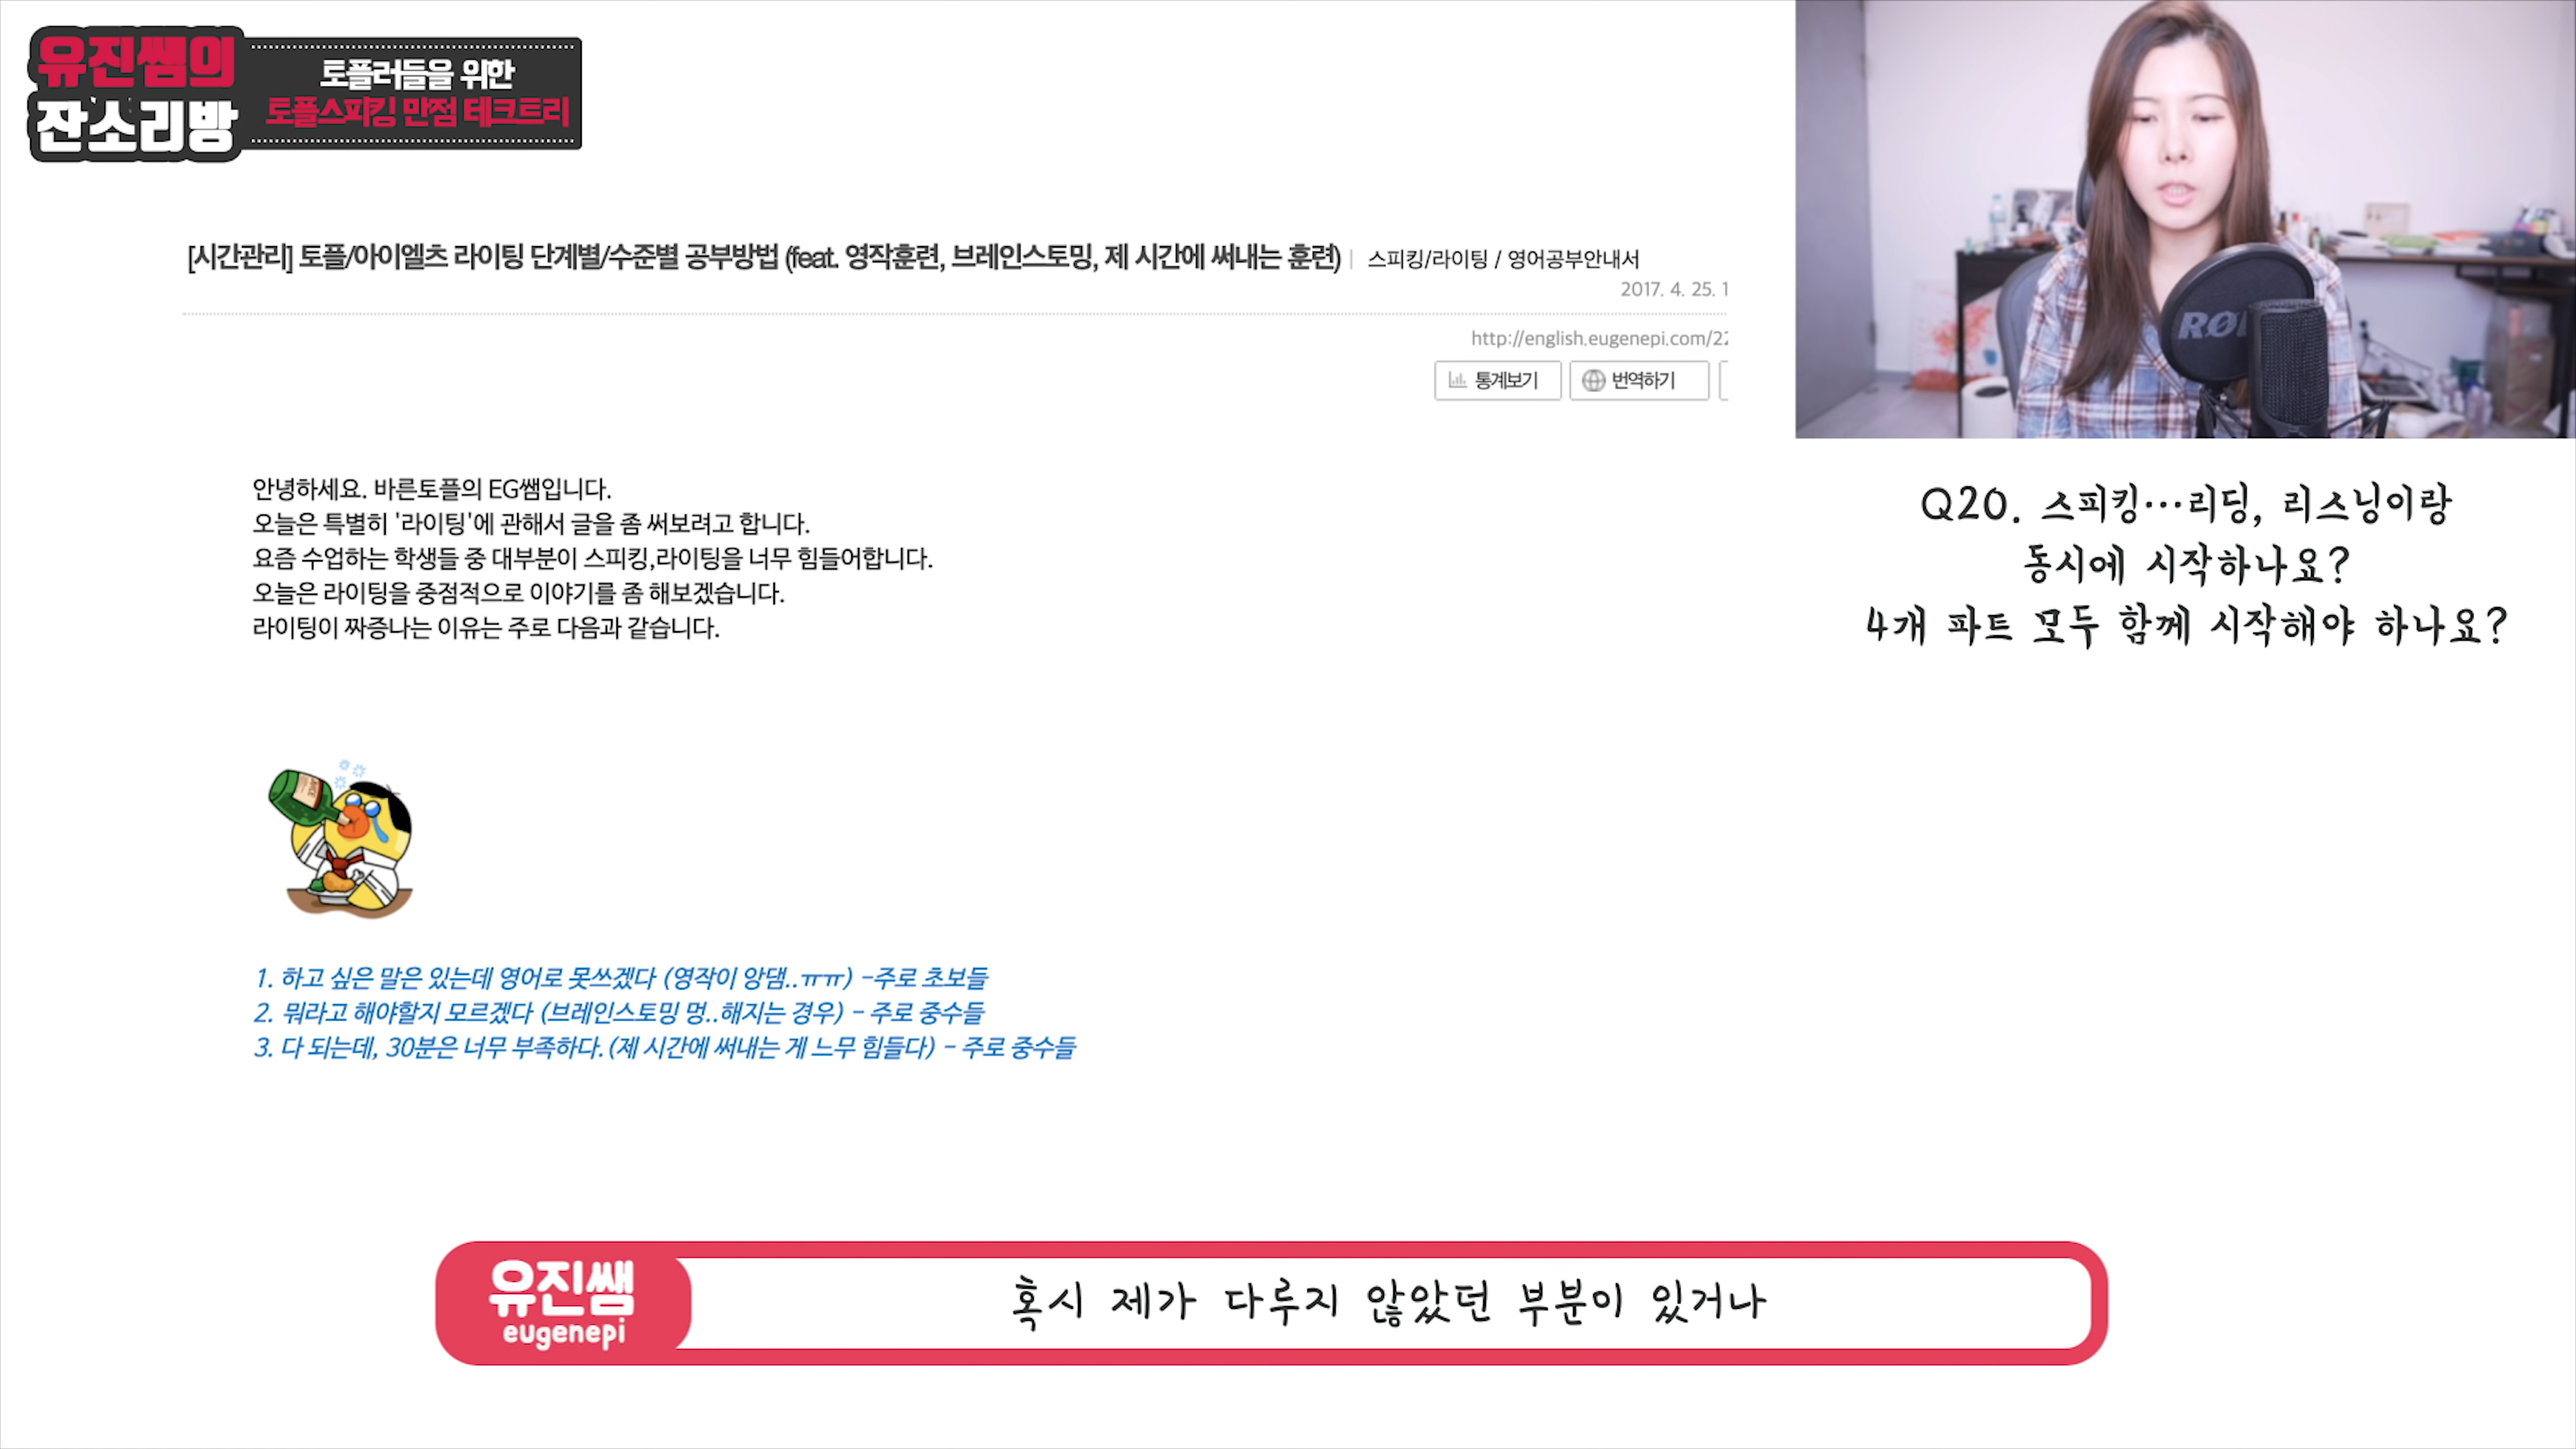 유진쌤의
잔소리방
토플러들을 위한
토플스피킹 만점 테크트리
[시간관리] 토플/아이엘츠 라이팅 단계별/수준별 공부방법 (feat. 영작훈련, 브레인스토밍, 제 시간에 써내는 훈련) | 스피킹/라이팅 / 영어공부안내서
2017. 4. 25. 1
http://english.eugenepi.com/22
통계보기
번역하기
안녕하세요. 바른토플의 EG쌤입니다.
오늘은 특별히 '라이팅'에 관해서 글을 좀 써보려고 합니다.
요즘 수업하는 학생들 중 대부분이 스피킹,라이팅을 너무 힘들어합니다.
오늘은 라이팅을 중점적으로 이야기를 좀 해보겠습니다.
라이팅이 짜증나는 이유는 주로 다음과 같습니다.
1. 하고 싶은 말은 있는데 영어로 못쓰겠다 (영작이 앙댐..ㅠㅠ) -주로 초보들
2. 뭐라고 해야할지 모르겠다 (브레인스토밍 멍..해지는 경우) - 주로 중수들
3. 다 되는데, 30분은 너무 부족하다. (제 시간에 써내는 게 느무 힘들다) - 주로 중수들
Q20. 스피킹...리딩, 리스닝이랑
동시에 시작하나요?
4개 파트 모두 함께 시작해야 하나요?
유진쌤
eugenepi
혹시 제가 다루지 않았던 부분이 있거나